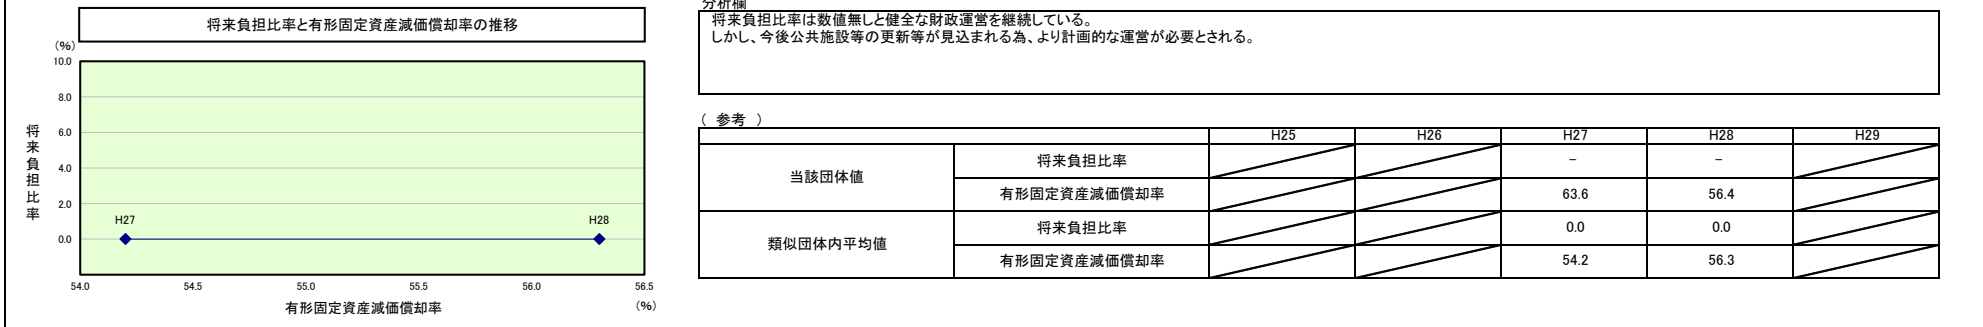 将来負担比率と有形固定資産減価償却率の推移
(%)
10.0
8.0
6.0
4.0
2.0
0.0
将来負担比率
H27
H28
54.0 54.5 55.0 55.5 56.0 56.5
有形固定資産減価償却率
(%)
分析欄
将来負担比率は数値無しと健全な財政運営を継続している。
しかし、今後公共施設等の更新等が見込まれる為、より計画的な運営が必要とされる。
（ 参考 ）
H25 H26 H27 H28 H29
当該団体値
将来負担比率 － －
有形固定資産減価償却率 63.6 56.4
類似団体内平均値
将来負担比率 0.0 0.0
有形固定資産減価償却率 54.2 56.3